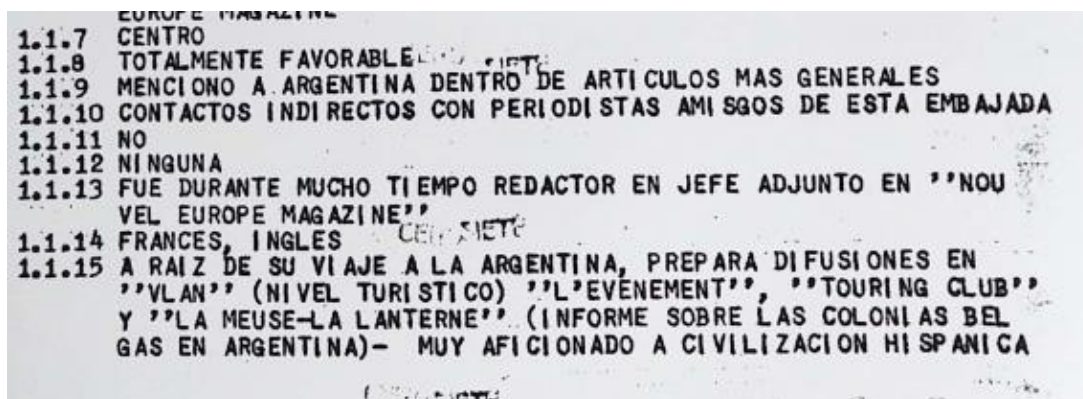 EUROPE MAGAZINE
1.1.7 CENTRO
1.1.8 TOTALMENTE FAVORABLE
1.1.9 MENCIONO A ARGENTINA DENTRO DE ARTICULOS MAS GENERALES
1.1.10 CONTACTOS INDIRECTOS CON PERIODISTAS AMISGOS DE ESTA EMBAJADA
1.1.11 NO
1.1.12 NINGUNA
1.1.13 FUE DURANTE MUCHO TIEMPO REDACTOR EN JEFE ADJUNTO EN ''NOU
VEL EUROPE MAGAZINE''
1.1.14 FRANCES, INGLES
1.1.15 A RAIZ DE SU VIAJE A LA ARGENTINA, PREPARA DIFUSIONES EN
''VLAN'' (NIVEL TURISTICO) ''L'EVENEMENT'', ''TOURING CLUB''
Y ''LA MEUSE-LA LANTERNE'' (INFORME SOBRE LAS COLONIAS BEL
GAS EN ARGENTINA)- MUY AFICIONADO A CIVILIZACION HISPANICA